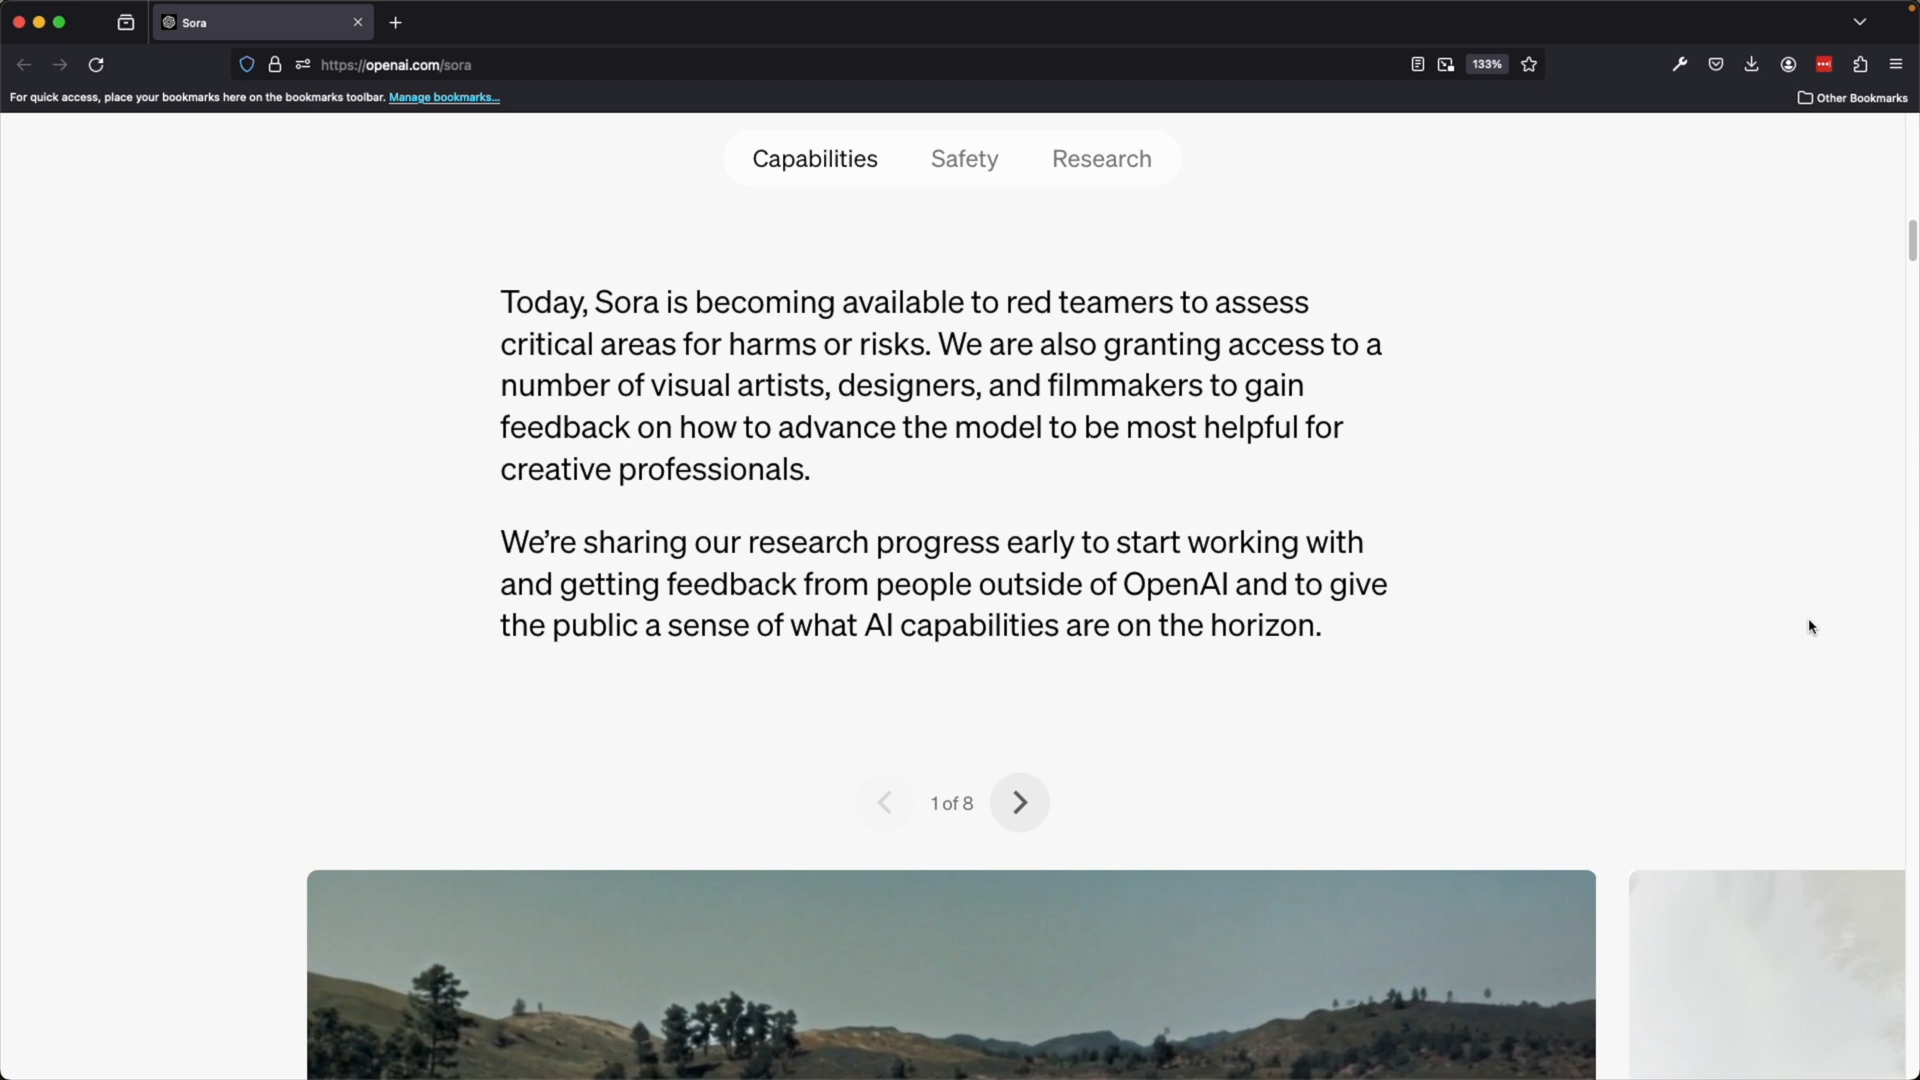 Sora
https://openai.com/sora
133%
For quick access, place your bookmarks here on the bookmarks toolbar. Manage bookmarks...
Other Bookmarks
Capabilities
Safety
Research
Today, Sora is becoming available to red teamers to assess
critical areas for harms or risks. We are also granting access to a
number of visual artists, designers, and filmmakers to gain
feedback on how to advance the model to be most helpful for
creative professionals.
We’re sharing our research progress early to start working with
and getting feedback from people outside of OpenAI and to give
the public a sense of what AI capabilities are on the horizon.
1 of 8